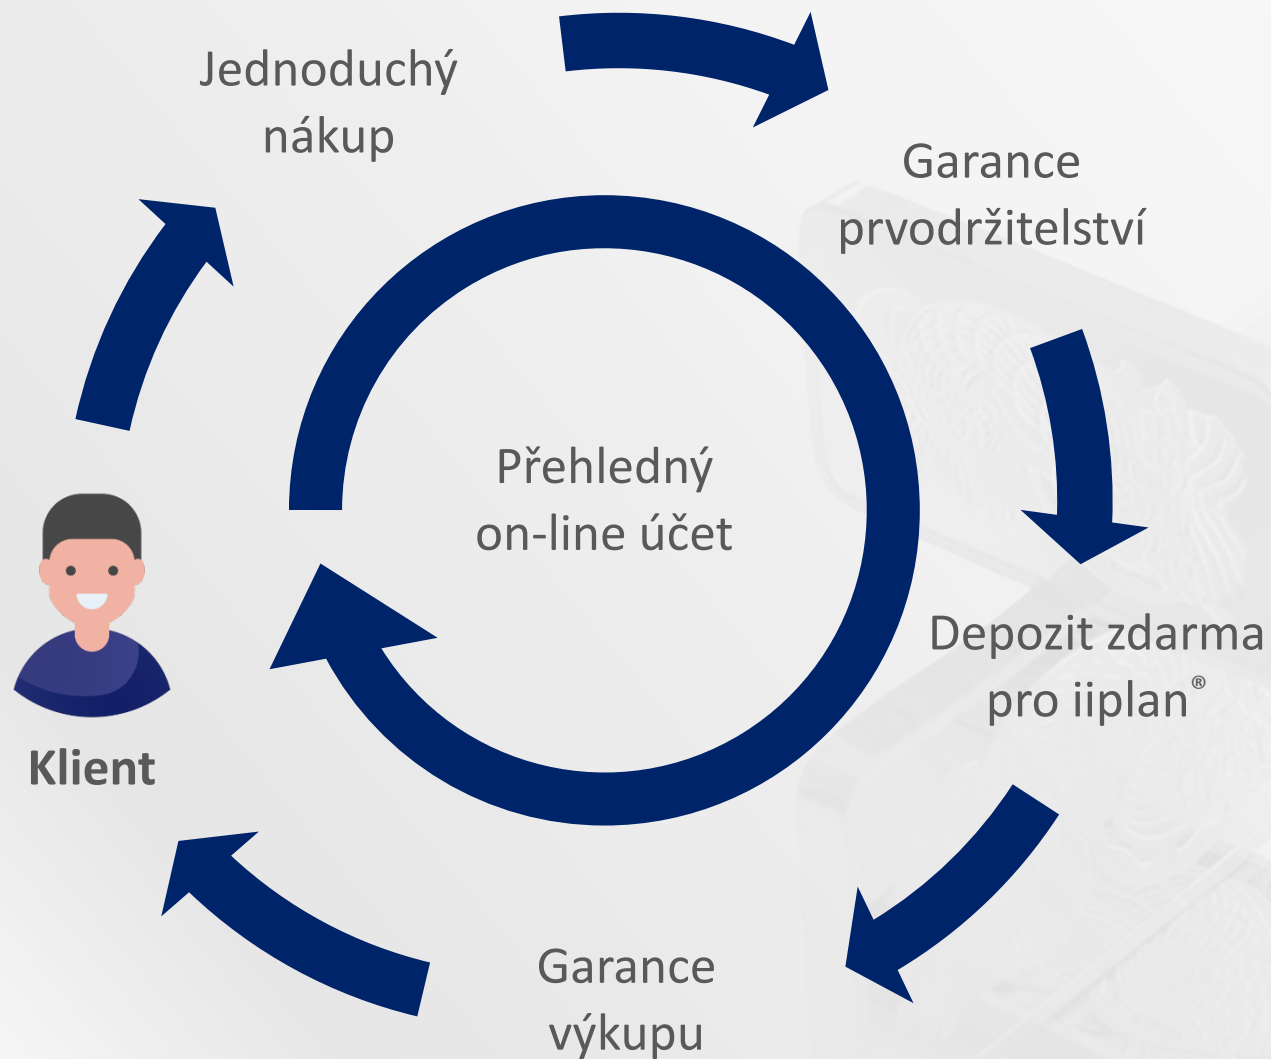 Jednoduchý
nákup
Garance
prvodržitelství
Přehledný
on-line účet
Depozit zdarma
pro iiplan®
Klient
Garance
výkupu